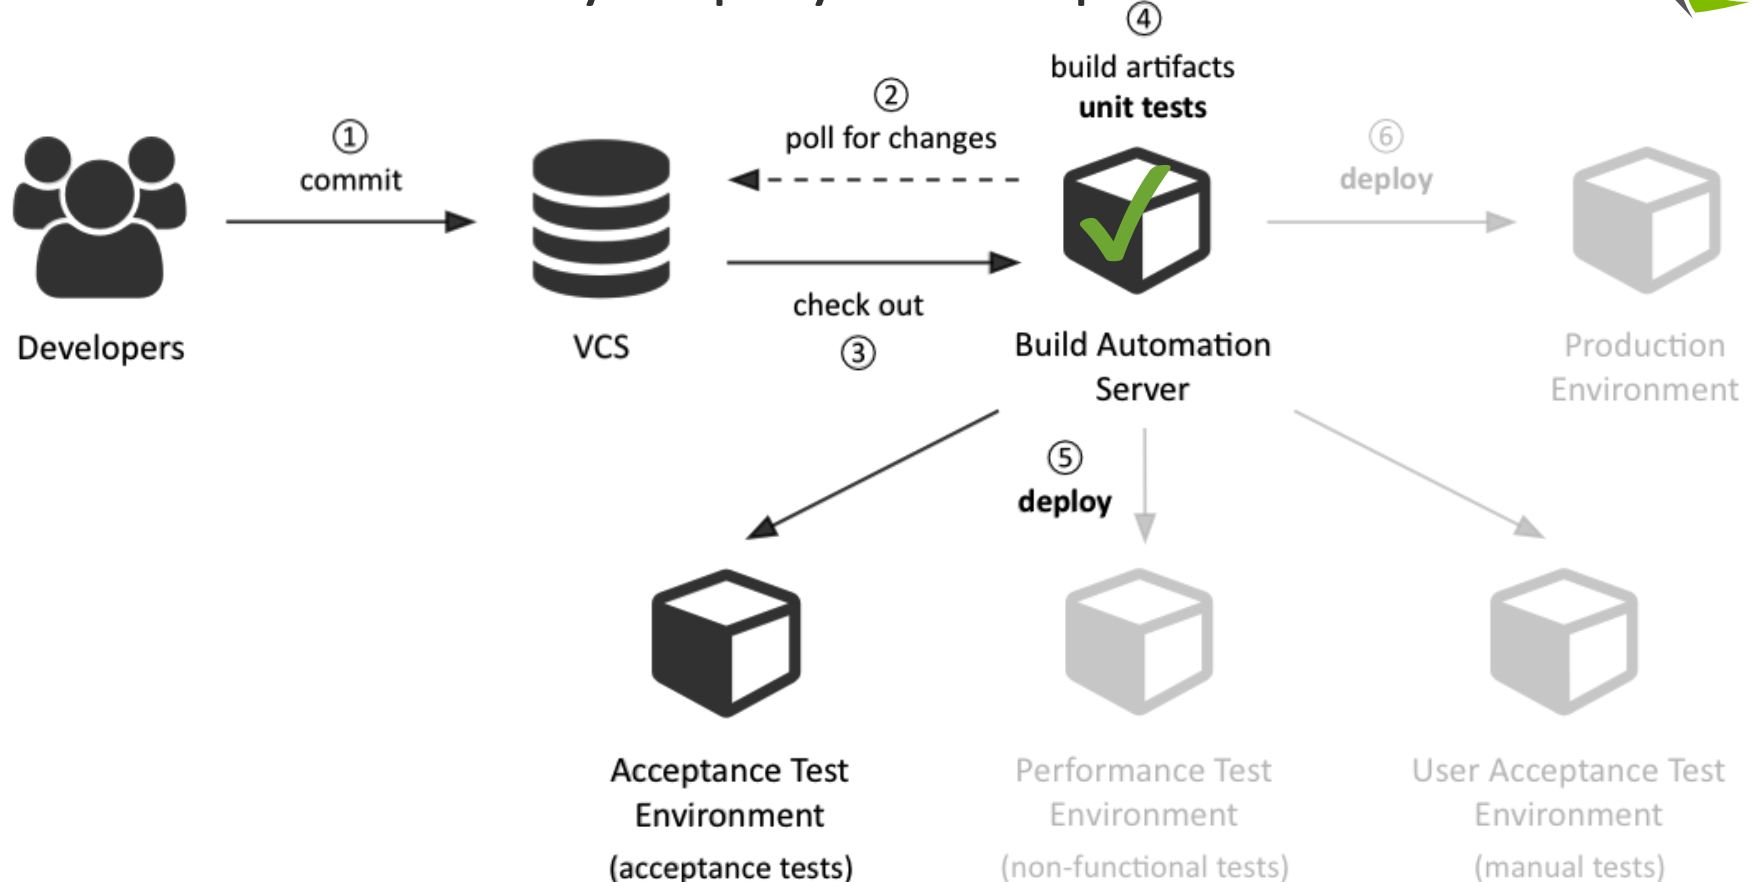 ④
build artifacts
unit tests
②
poll for changes
①
commit
⑥
deploy
check out
③
Developers
VCS
Build Automation
Server
Production
Environment
⑤
deploy
Acceptance Test
Environment
(acceptance tests)
Performance Test
Environment
(non-functional tests)
User Acceptance Test
Environment
(manual tests)